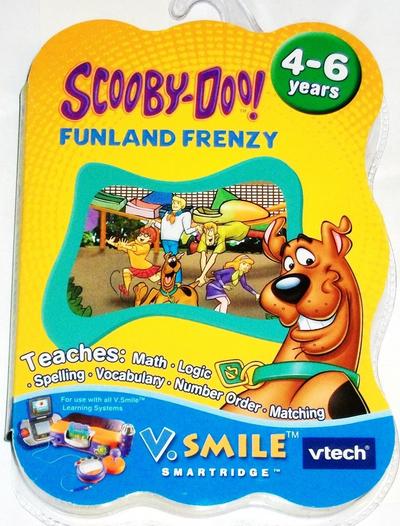 SCOOBY-DOO!™
4-6
years
FUNLAND FRENZY
Teaches: Math · Logic
· Spelling · Vocabulary · Number Order · Matching
For use with all V.Smile™
Learning Systems
V.SMILE™
SMARTRIDGE™
vtech®